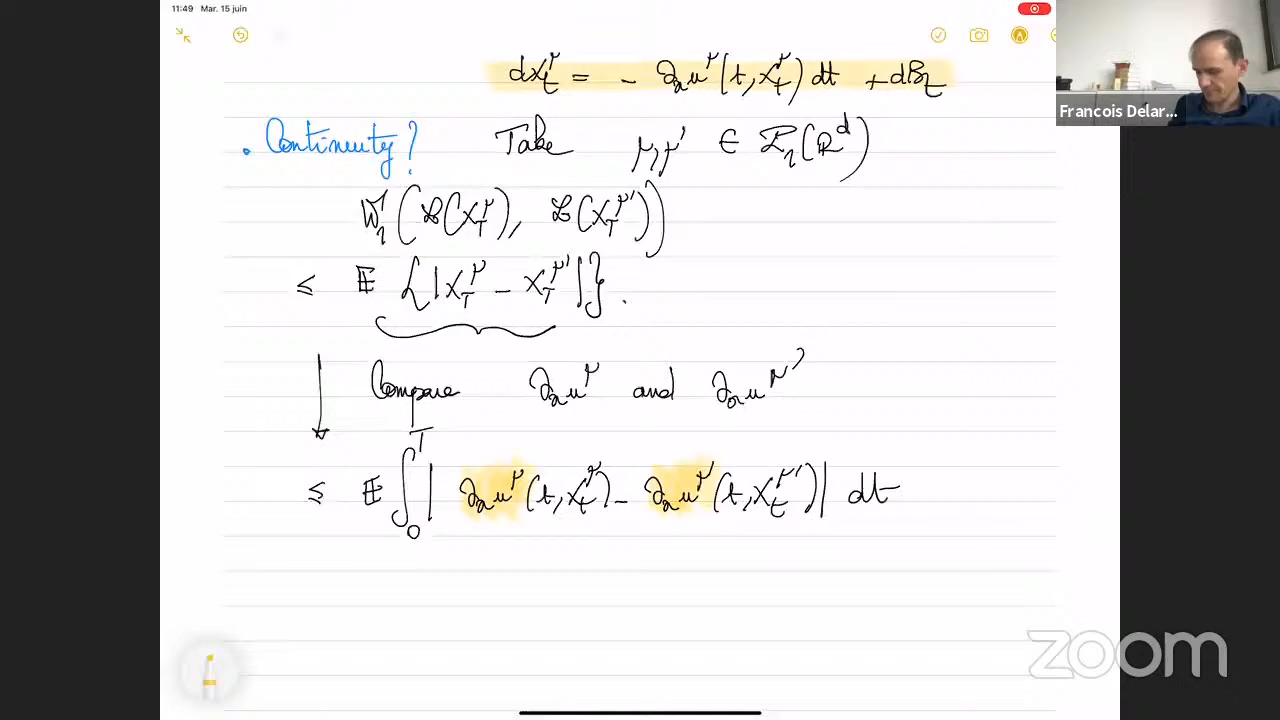 11:49 Mar. 15 juin
dX_t^μ = - ∂_x u^μ (t, X_t^μ) dt + dB_t
Francois Delar...
. Continuity? Take μ, μ' ∈ P_1(R^d)
W_1 (L(X_T^μ), L(X_T^μ'))
≤ E {|X_T^μ - X_T^μ'|}.
Compare ∂_x u^μ and ∂_x u^μ'
≤ E ∫_0^T | ∂_x u^μ (t, X_t^μ) - ∂_x u^μ' (t, X_t^μ') | dt
zoom